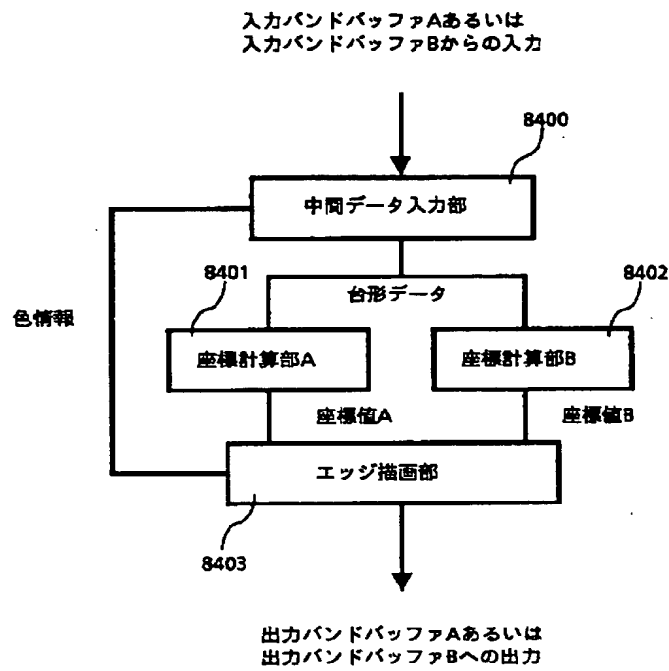 入力バンドバッファAあるいは
入力バンドバッファBからの入力
8400
中間データ入力部
8401
台形データ
8402
色情報
座標計算部A
座標計算部B
座標値A
座標値B
エッジ描画部
8403
出力バンドバッファAあるいは
出力バンドバッファBへの出力